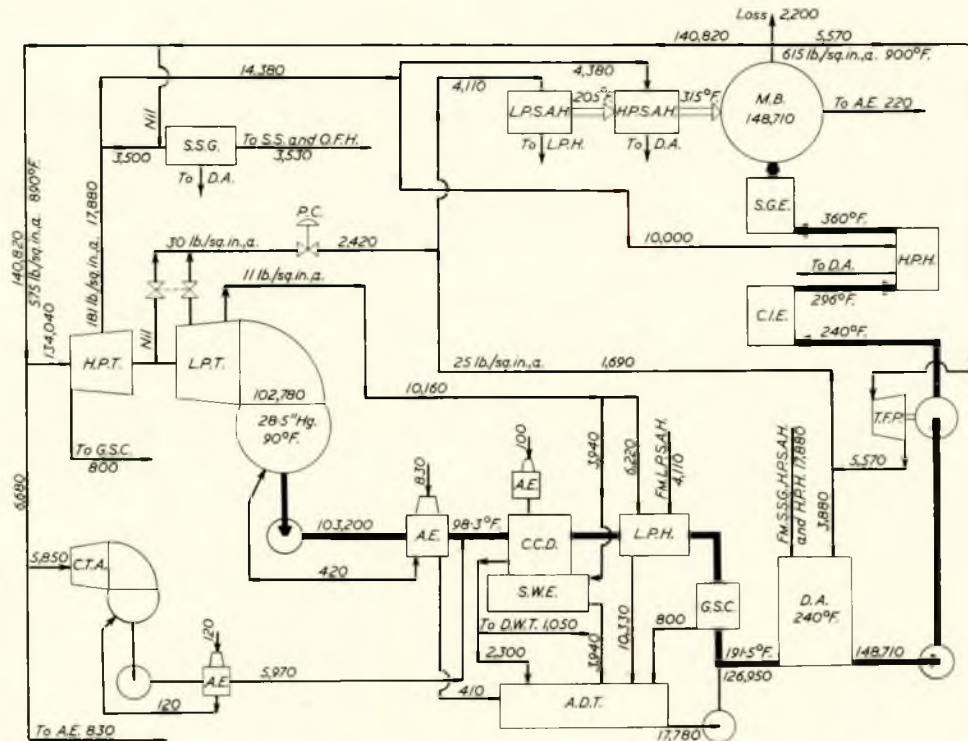 Loss 2,200
140,820
5,570
615 lb/sq.in.,a. 900°F.
14,380
4,110
4,380
Nil
L.P.S.A.H.
205°F.
H.P.S.A.H.
315°F.
M.B.
148,710
To A.E. 220
3,500
S.S.G.
To S.S. and O.F.H.
3,530
To D.A.
To L.P.H.
To D.A.
140,820
575 lb/sq.in.,a. 890°F.
181 lb/sq.in.,a. 17,880
P.C.
30 lb./sq.in.,a.
2,420
S.G.E.
360°F.
10,000
H.P.H.
To D.A.
296°F.
11 lb./sq.in.,a.
C.I.E.
240°F.
134,040
H.P.T.
Nil
L.P.T.
102,780
28·5"Hg.
90°F.
25 lb./sq.in.,a.
1,690
10,160
T.F.P.
To G.S.C.
800
5,570
6,680
100
830
A.E.
3,940
6,220
Fm.L.P.S.A.H.
4,110
Fm.S.S.G.,H.P.S.A.H.
and H.P.H. 17,880
3,880
103,200
A.E.
98·3°F.
C.C.D.
L.P.H.
5,850
C.T.A.
420
S.W.E.
G.S.C.
D.A.
240°F.
To D.W.T. 1,050
3,940
10,330
800
120
A.E.
5,970
2,300
191·5°F.
126,950
148,710
120
410
A.D.T.
17,780
To A.E. 830